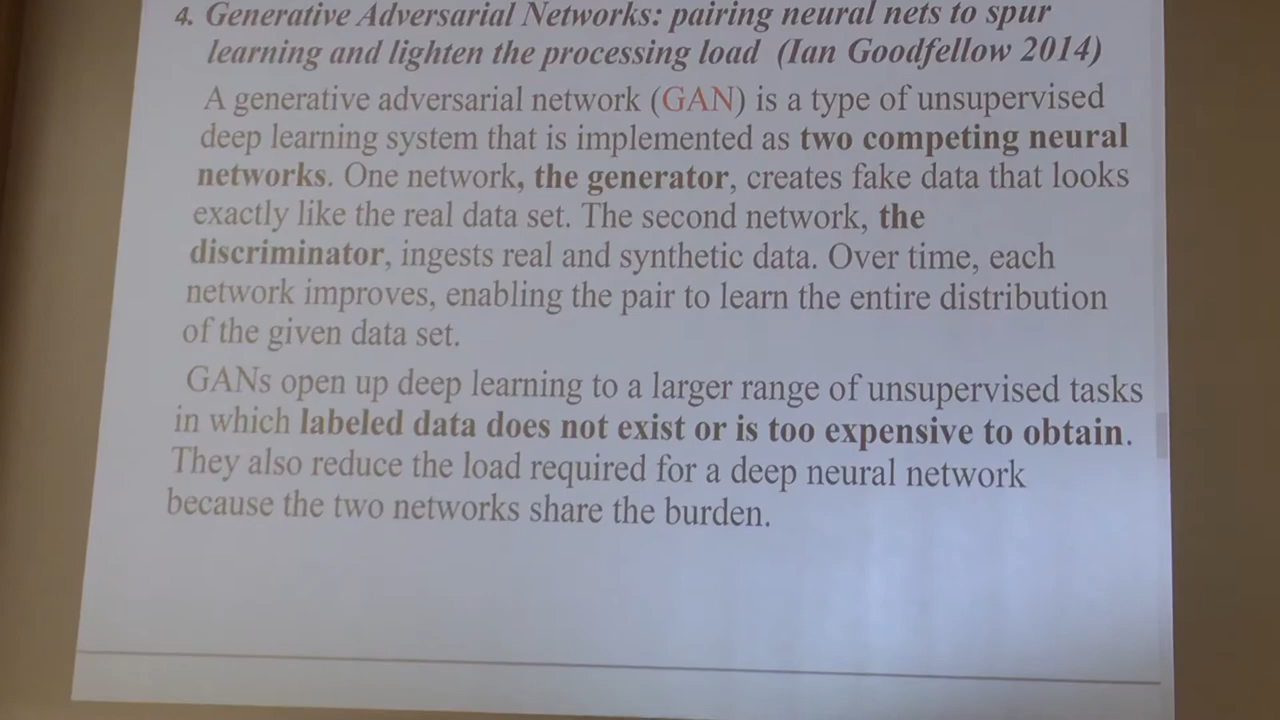 4. Generative Adversarial Networks: pairing neural nets to spur
learning and lighten the processing load (Ian Goodfellow 2014)
A generative adversarial network (GAN) is a type of unsupervised
deep learning system that is implemented as two competing neural
networks. One network, the generator, creates fake data that looks
exactly like the real data set. The second network, the
discriminator, ingests real and synthetic data. Over time, each
network improves, enabling the pair to learn the entire distribution
of the given data set.
GANs open up deep learning to a larger range of unsupervised tasks
in which labeled data does not exist or is too expensive to obtain.
They also reduce the load required for a deep neural network
because the two networks share the burden.